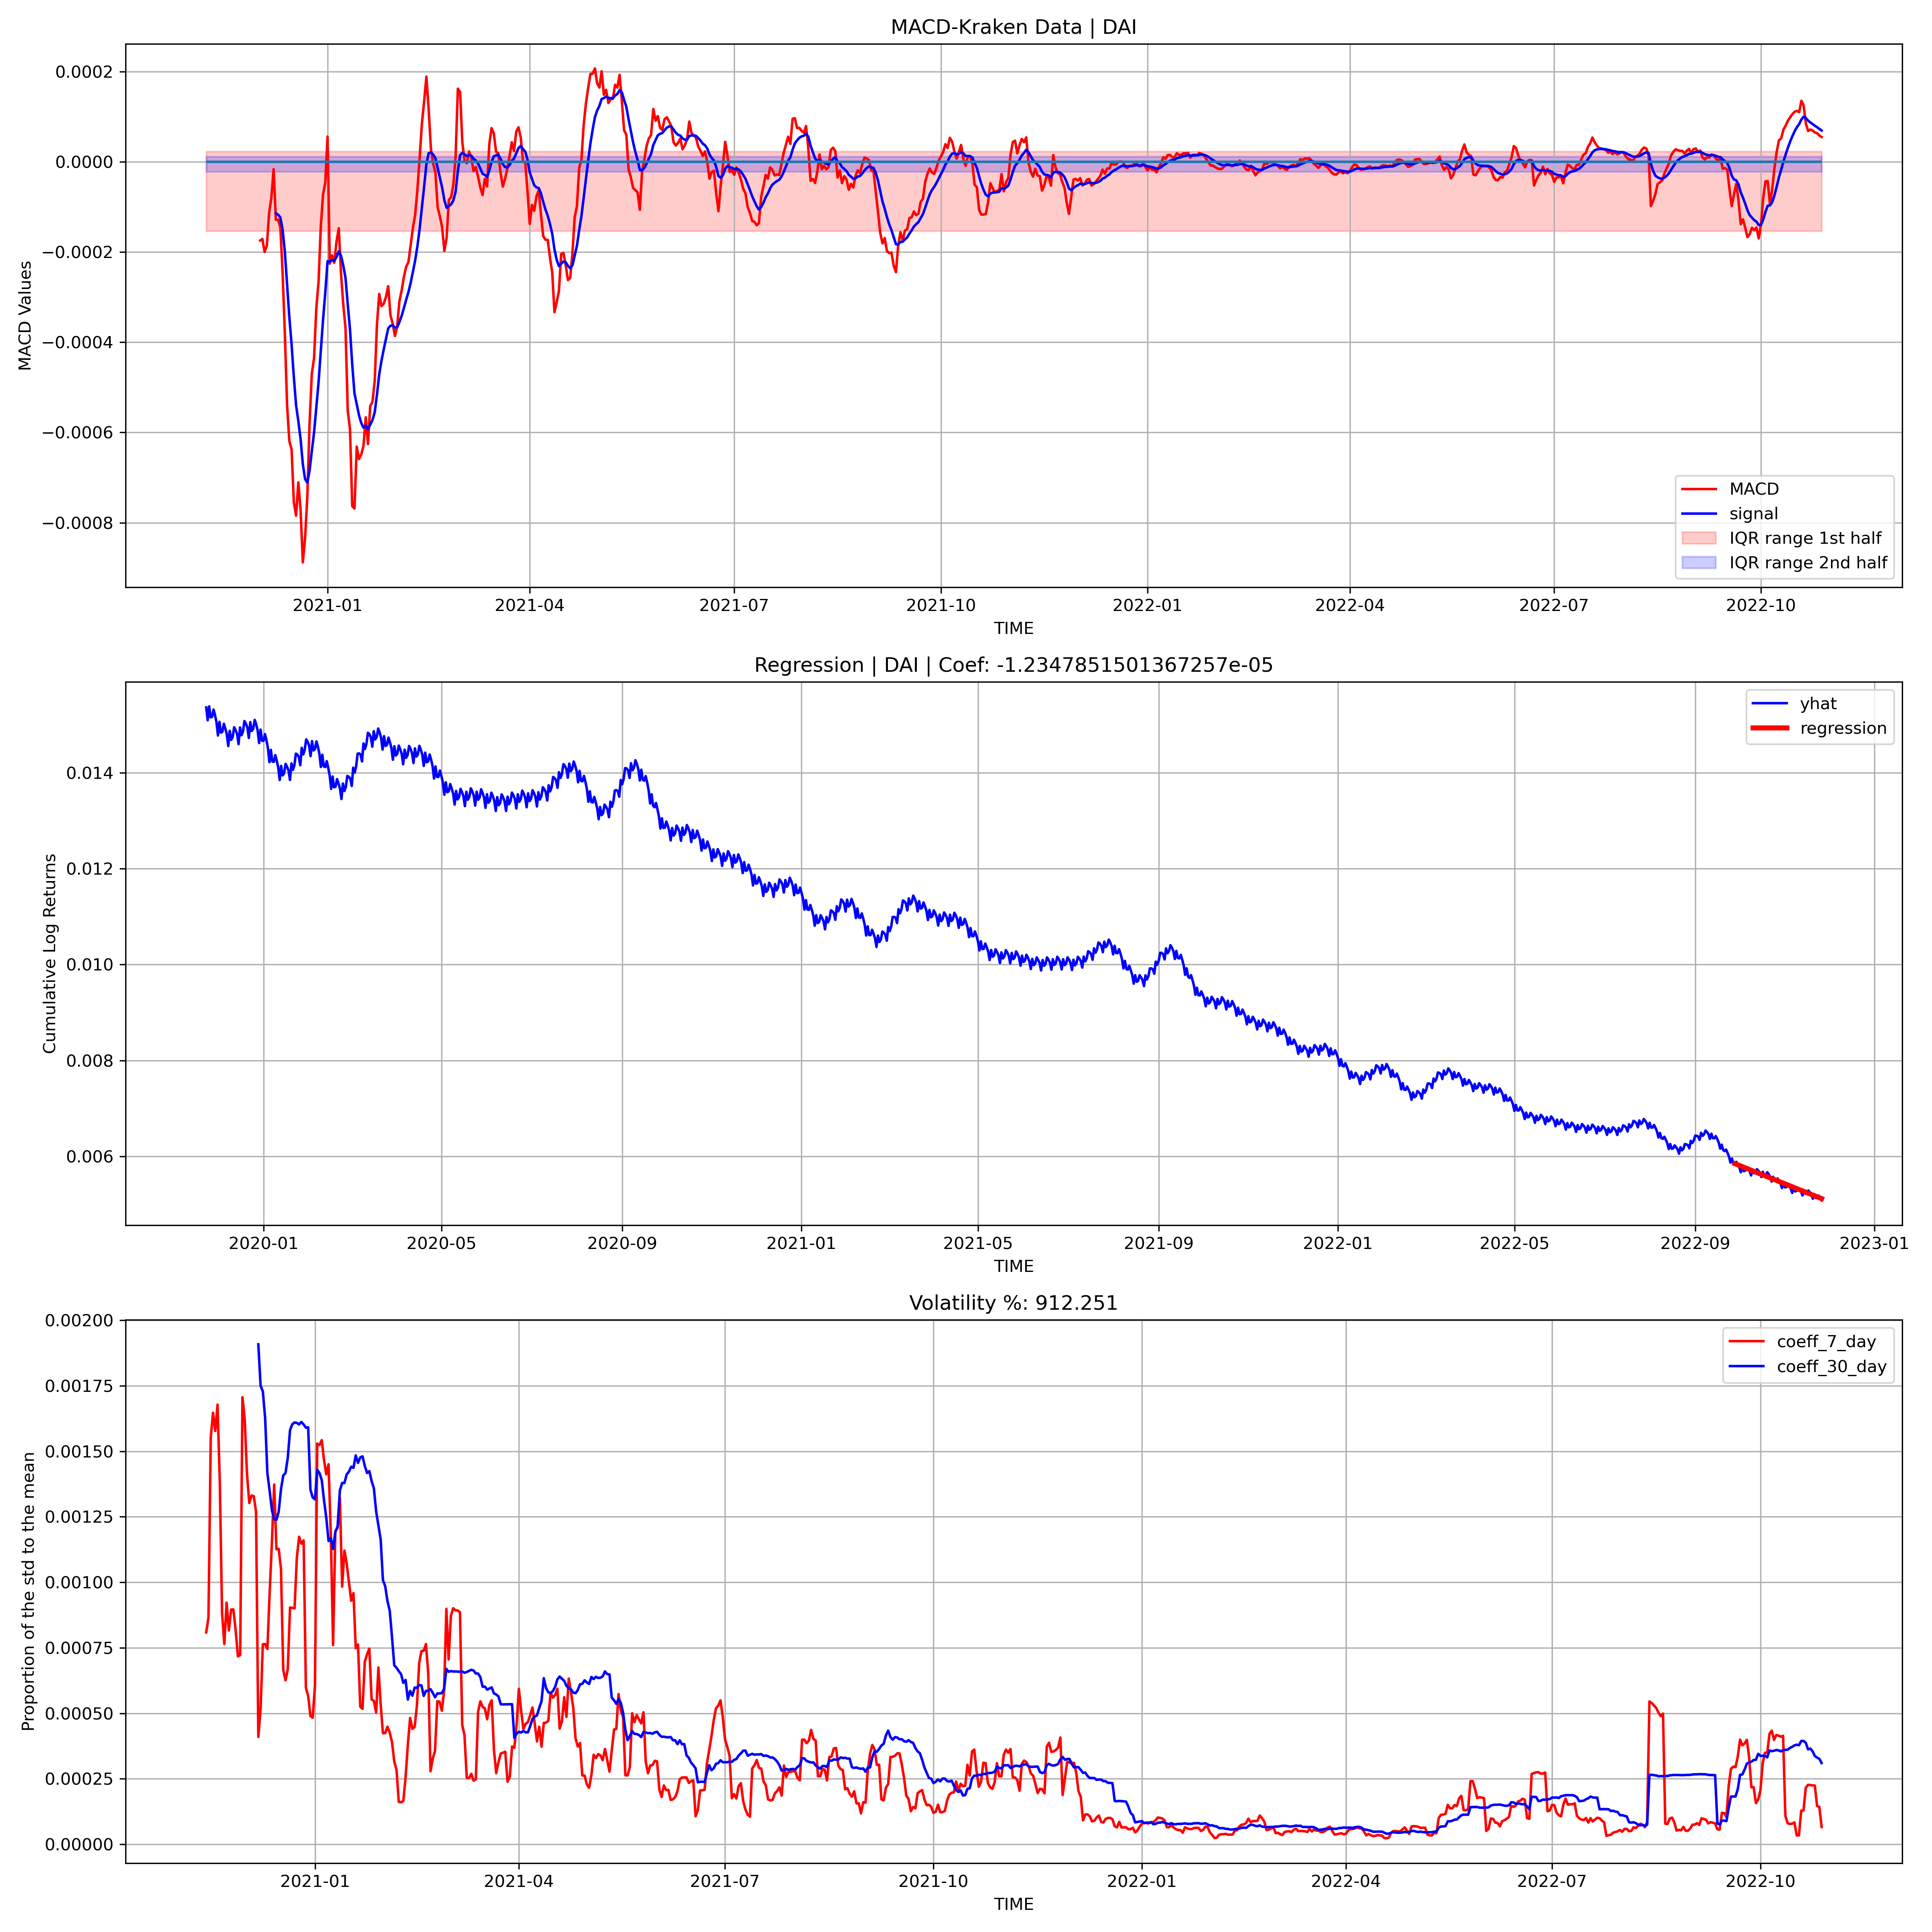 MACD-Kraken Data | DAI
MACD Values
0.0002
0.0000
−0.0002
−0.0004
−0.0006
−0.0008
MACD
signal
IQR range 1st half
IQR range 2nd half
2021-01 2021-04 2021-07 2021-10 2022-01 2022-04 2022-07 2022-10
TIME
Regression | DAI | Coef: -1.2347851501367257e-05
Cumulative Log Returns
0.014
0.012
0.010
0.008
0.006
yhat
regression
2020-01 2020-05 2020-09 2021-01 2021-05 2021-09 2022-01 2022-05 2022-09 2023-01
TIME
Volatility %: 912.251
Proportion of the std to the mean
0.00200
0.00175
0.00150
0.00125
0.00100
0.00075
0.00050
0.00025
0.00000
coeff_7_day
coeff_30_day
2021-01 2021-04 2021-07 2021-10 2022-01 2022-04 2022-07 2022-10
TIME